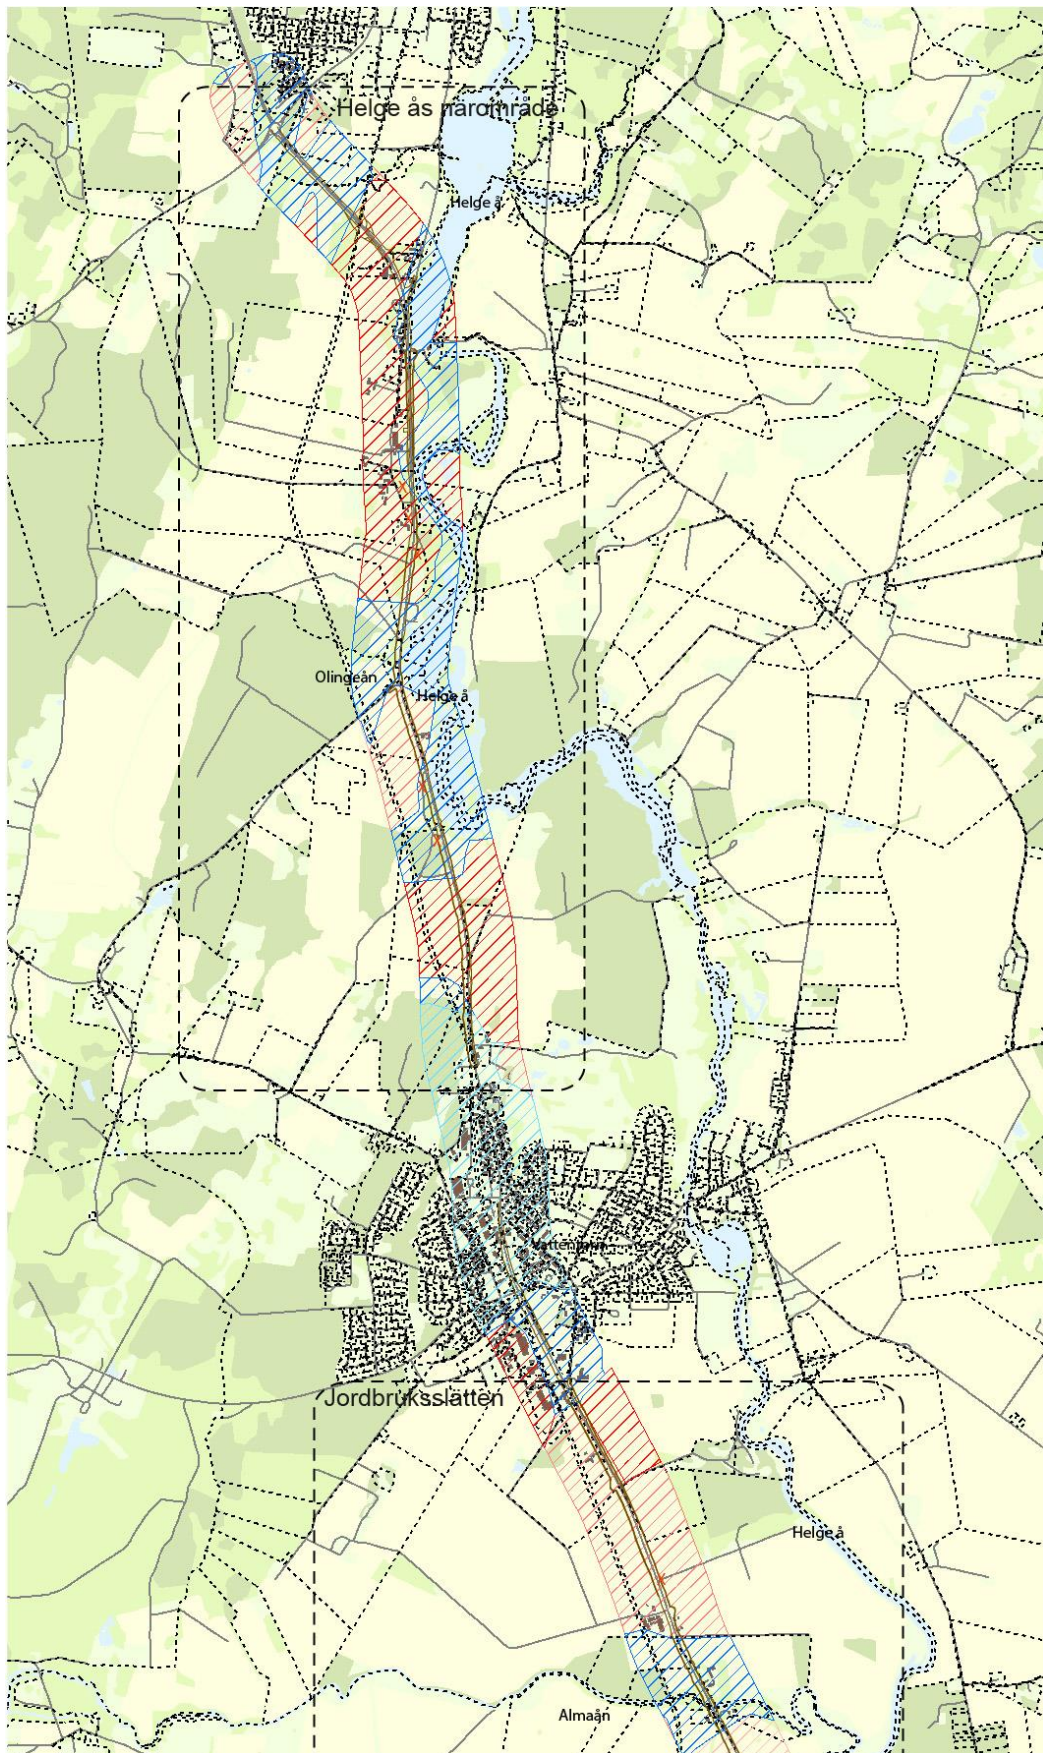 Helge ås närområde
Helge å
Olingeån
Helge å
Jordbruksslätten
Helge å
Almaån